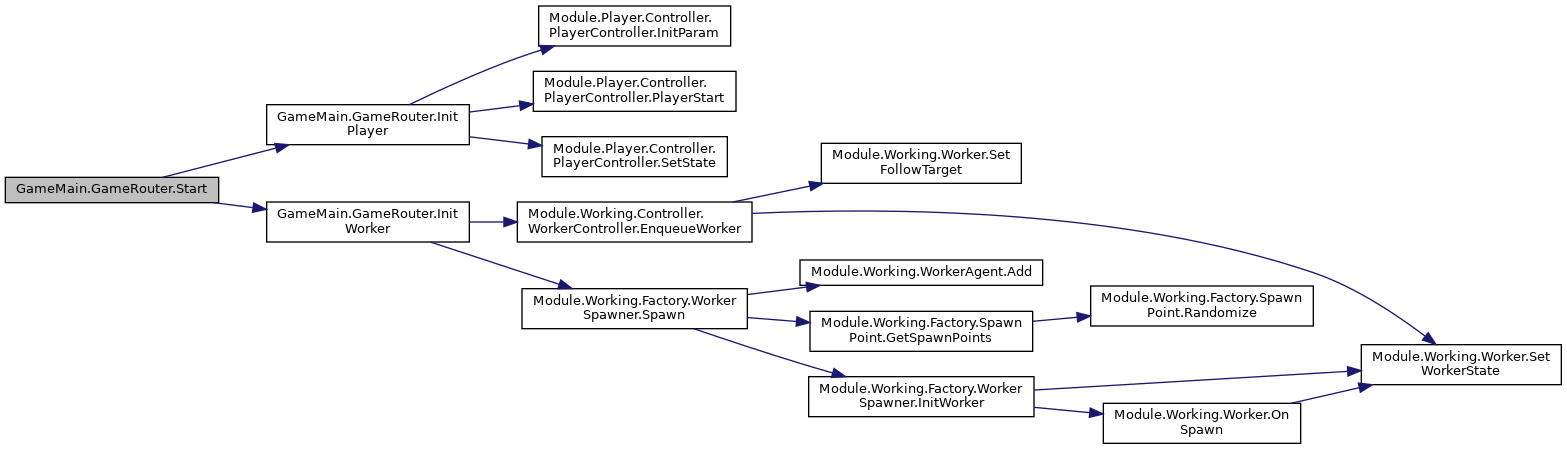 Module.Player.Controller.
PlayerController.InitParam
Module.Player.Controller.
PlayerController.PlayerStart
GameMain.GameRouter.Init
Player
Module.Player.Controller.
PlayerController.SetState
Module.Working.Worker.Set
FollowTarget
GameMain.GameRouter.Start
GameMain.GameRouter.Init
Worker
Module.Working.Controller.
WorkerController.EnqueueWorker
Module.Working.WorkerAgent.Add
Module.Working.Factory.Worker
Spawner.Spawn
Module.Working.Factory.Spawn
Point.Randomize
Module.Working.Factory.Spawn
Point.GetSpawnPoints
Module.Working.Worker.Set
WorkerState
Module.Working.Factory.Worker
Spawner.InitWorker
Module.Working.Worker.On
Spawn